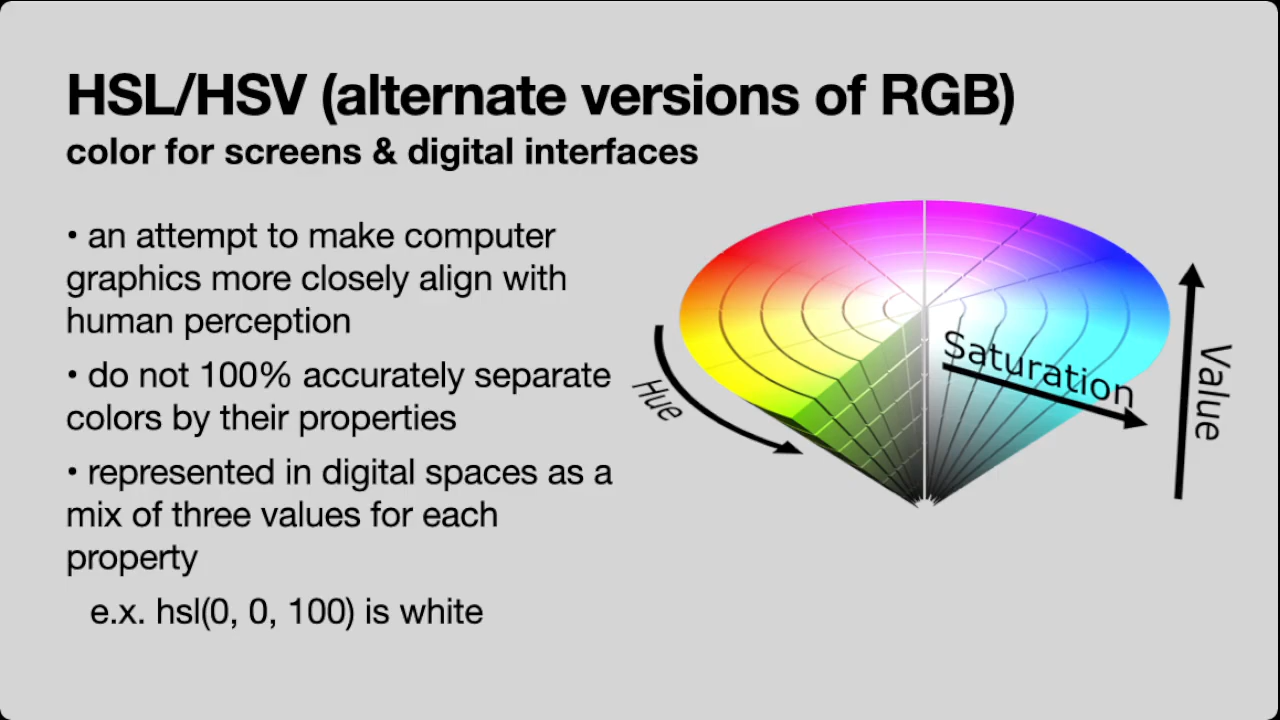 HSL/HSV (alternate versions of RGB)
color for screens & digital interfaces
• an attempt to make computer
graphics more closely align with
human perception
• do not 100% accurately separate
colors by their properties
• represented in digital spaces as a
mix of three values for each
property
e.x. hsl(0, 0, 100) is white
Hue
Saturation
Value